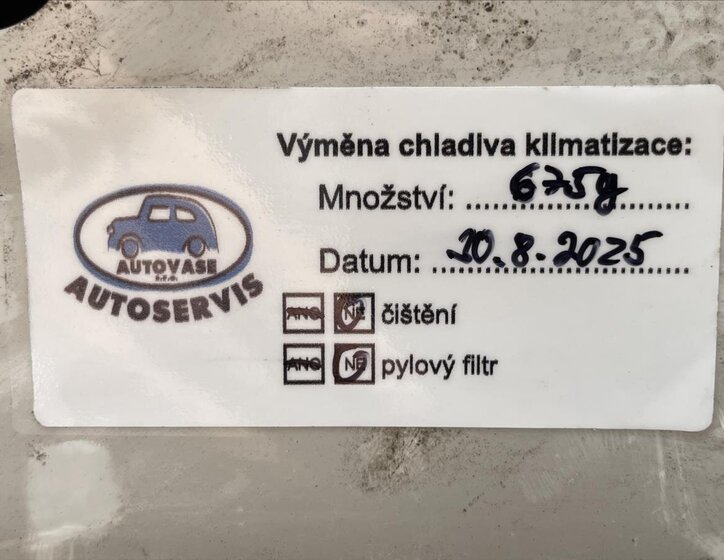 Výměna chladiva klimatizace:
Množství: 675g
Datum: 20.8.2025
ANO NE čištění
ANO NE pylový filtr
AUTOVASE
s.r.o.
AUTOSERVIS